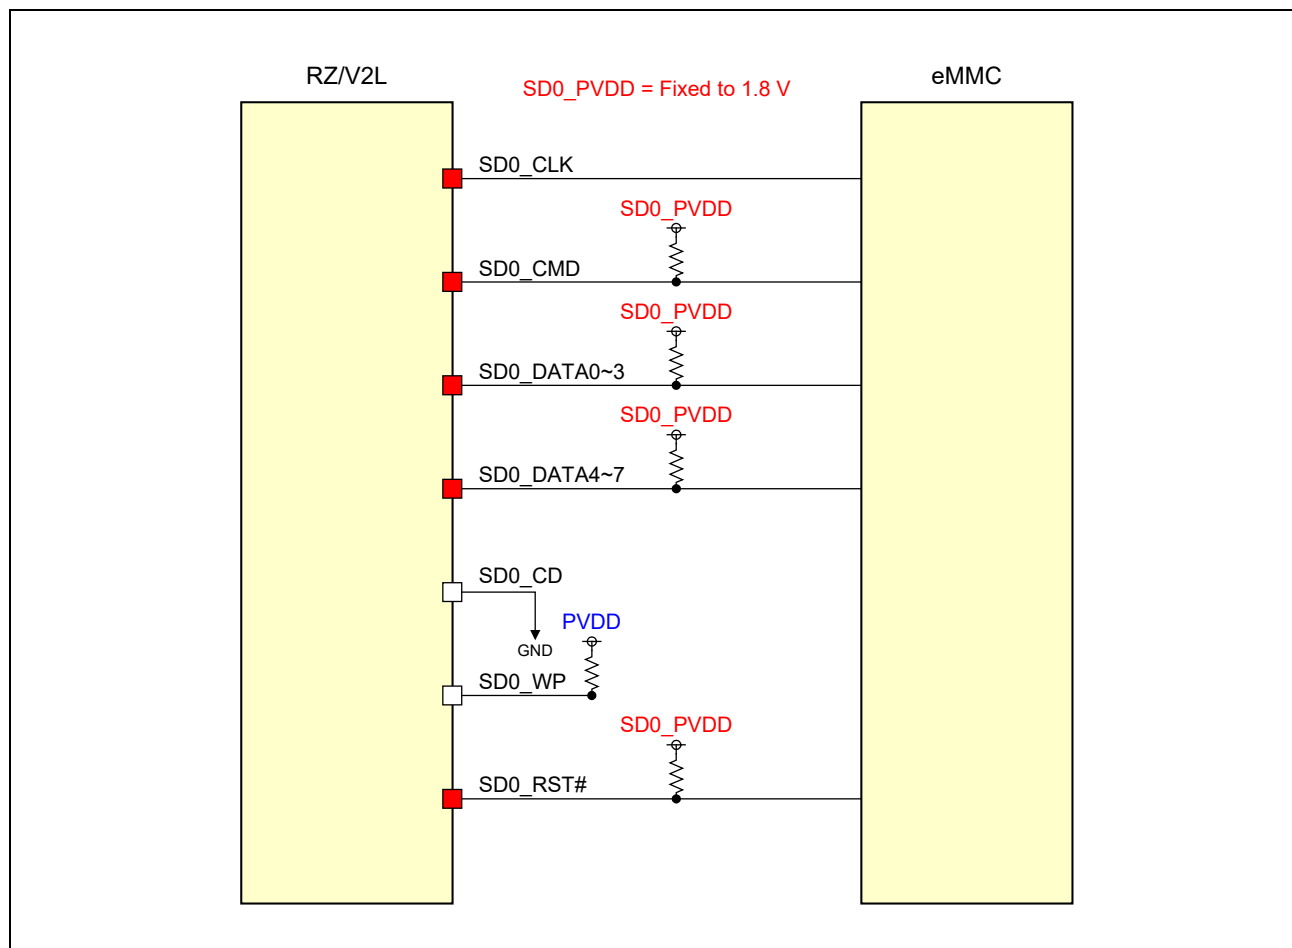 RZ/V2L
SD0_PVDD = Fixed to 1.8 V
eMMC
SD0_CLK
SD0_PVDD
SD0_CMD
SD0_PVDD
SD0_DATA0~3
SD0_PVDD
SD0_DATA4~7
SD0_CD
PVDD
GND
SD0_WP
SD0_PVDD
SD0_RST#